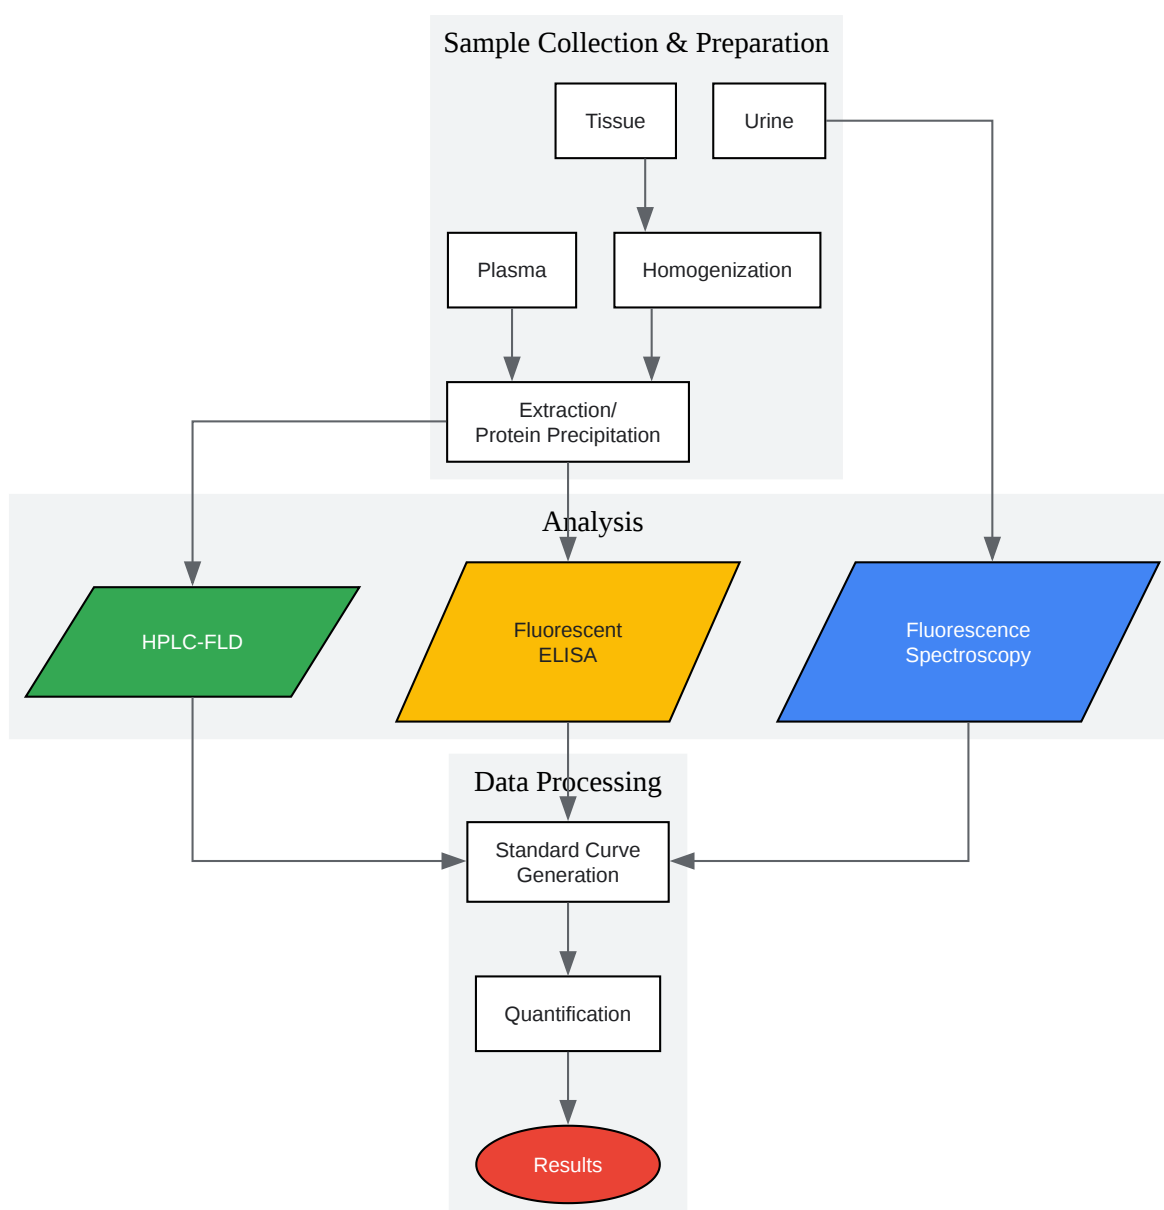 Sample Collection & Preparation
Tissue
Urine
Plasma
Homogenization
Extraction/
Protein Precipitation
Analysis
HPLC-FLD
Fluorescent
ELISA
Fluorescence
Spectroscopy
Data Processing
Standard Curve
Generation
Quantification
Results